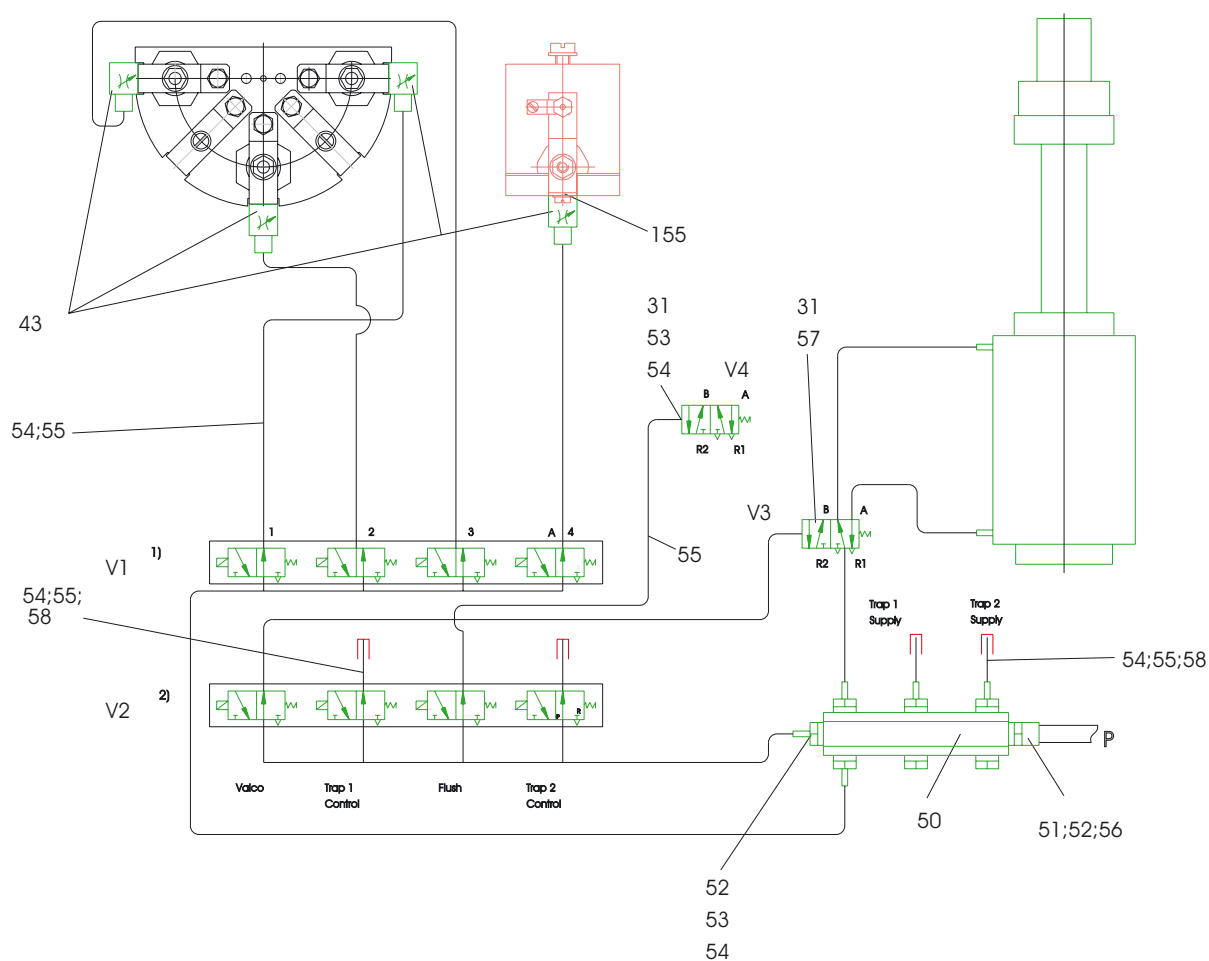 43
155
31
53
54
V4
B
A
R2
R1
31
57
54;55
V3
B
A
R2
R1
55
1
2
3
A 4
1)
V1
54;55;
58
Trap 1
Supply
Trap 2
Supply
54;55;58
2)
V2
P
R
P
Valco
Trap 1
Control
Flush
Trap 2
Control
50
51;52;56
52
53
54